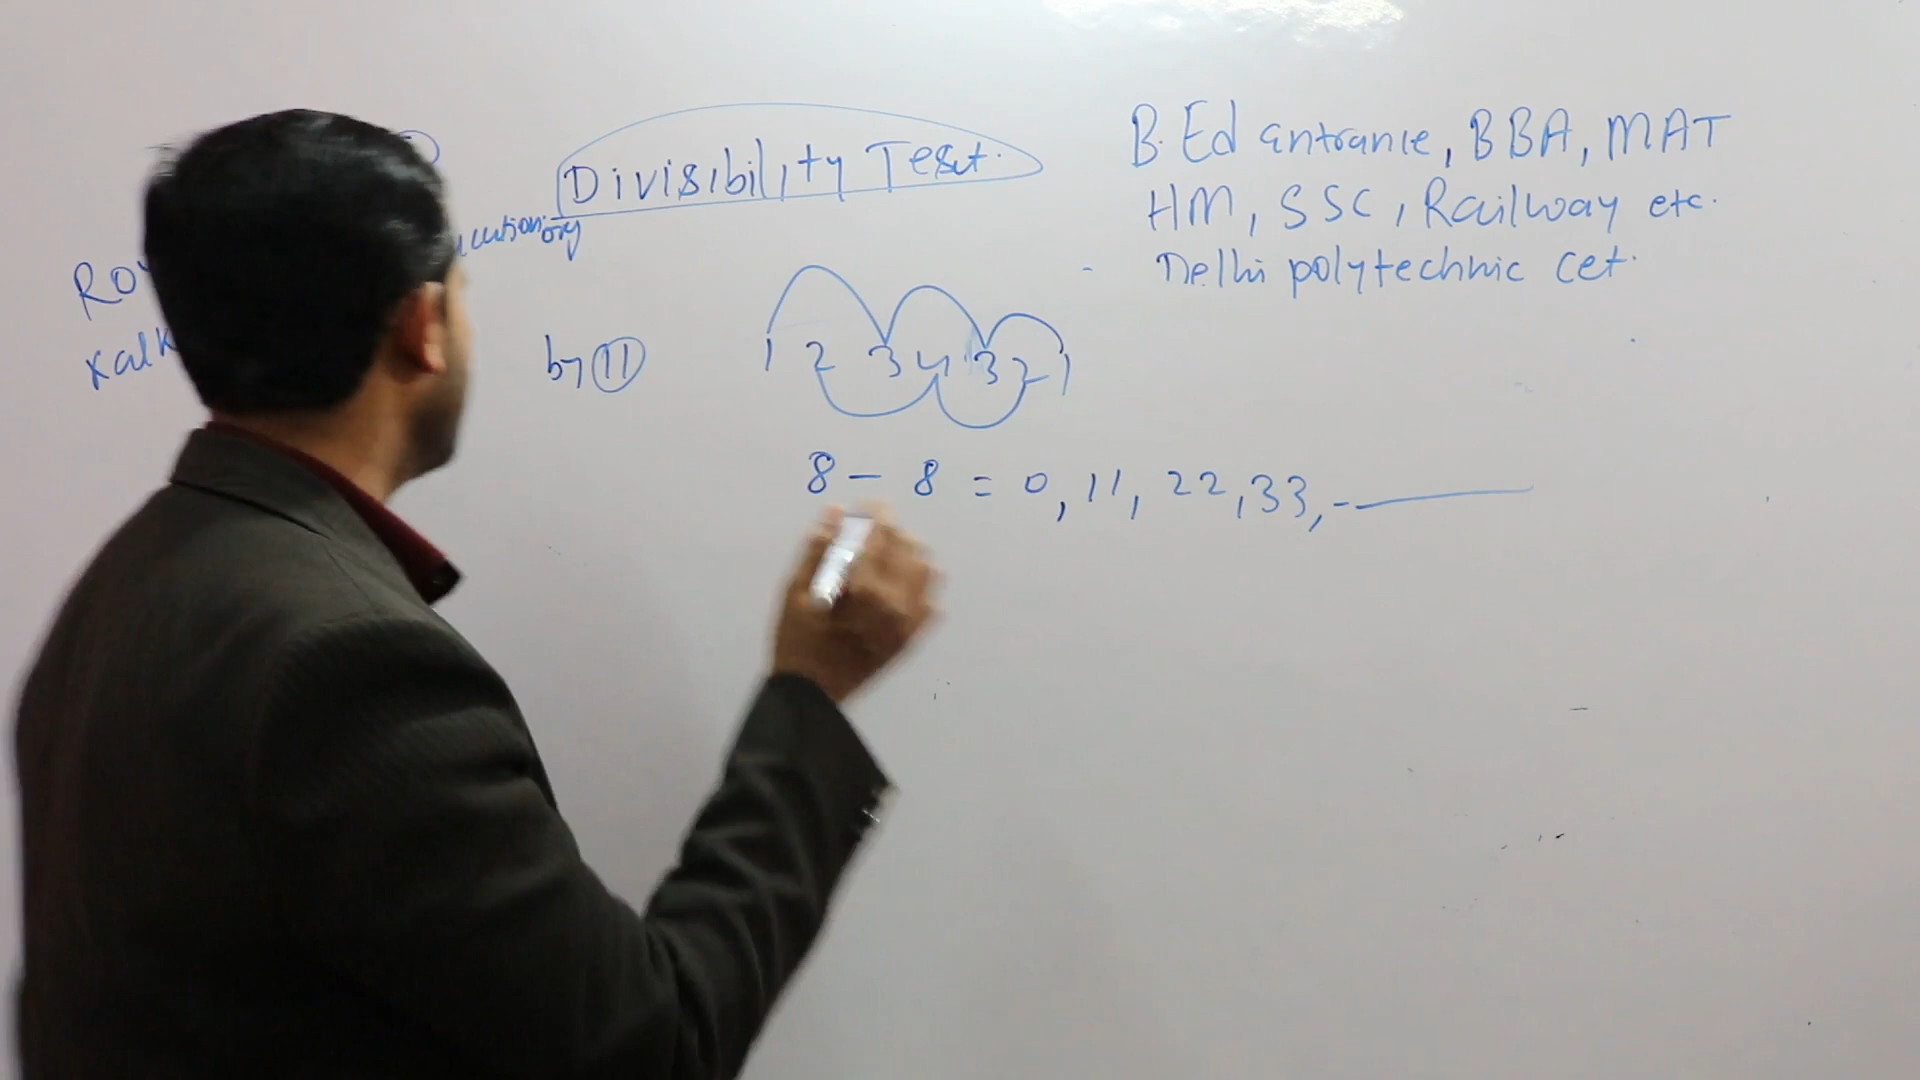 Divisibility Test.
B.Ed entrance, BBA, MAT
HM, SSC, Railway etc.
Delhi polytechnic cet.
by 11
1 2 3 4 3 2 1
8 - 8 = 0, 11, 22, 33, -